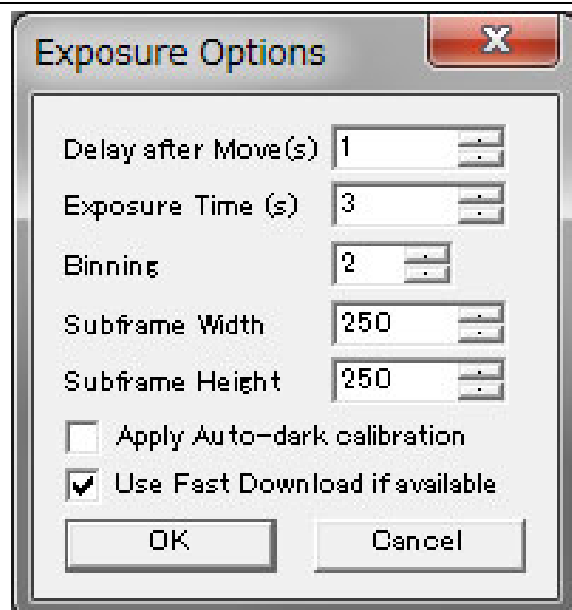 Exposure Options
Delay after Move(s) 1
Exposure Time (s) 3
Binning 2
Subframe Width 250
Subframe Height 250
Apply Auto-dark calibration
Use Fast Download if available
OK Cancel